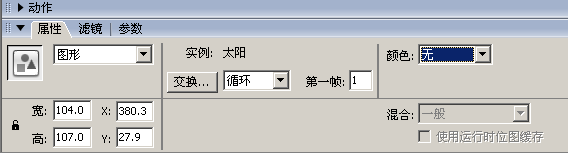 动作
属性 滤镜 参数
图形 实例: 太阳 颜色: 无
交换... 循环 第一帧: 1
宽: 104.0 X: 380.3 混合: 一般
高: 107.0 Y: 27.9 使用运行时位图缓存